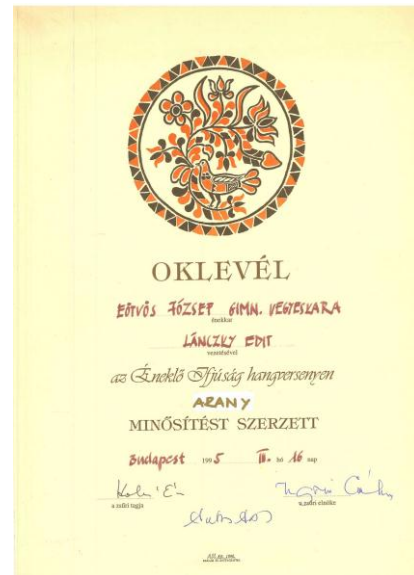 OKLEVÉL
EÖTVÖS JÓZSEF GIMN. VEGYESKARA
énekkar
LÁNCZKY EDIT
vezetésével
az Éneklő Ifjúság hangversenyen
ARANY
MINŐSÍTÉST SZERZETT
Budapest 1995 III. hó 16 nap
a zsűri tagja
a zsűri elnöke